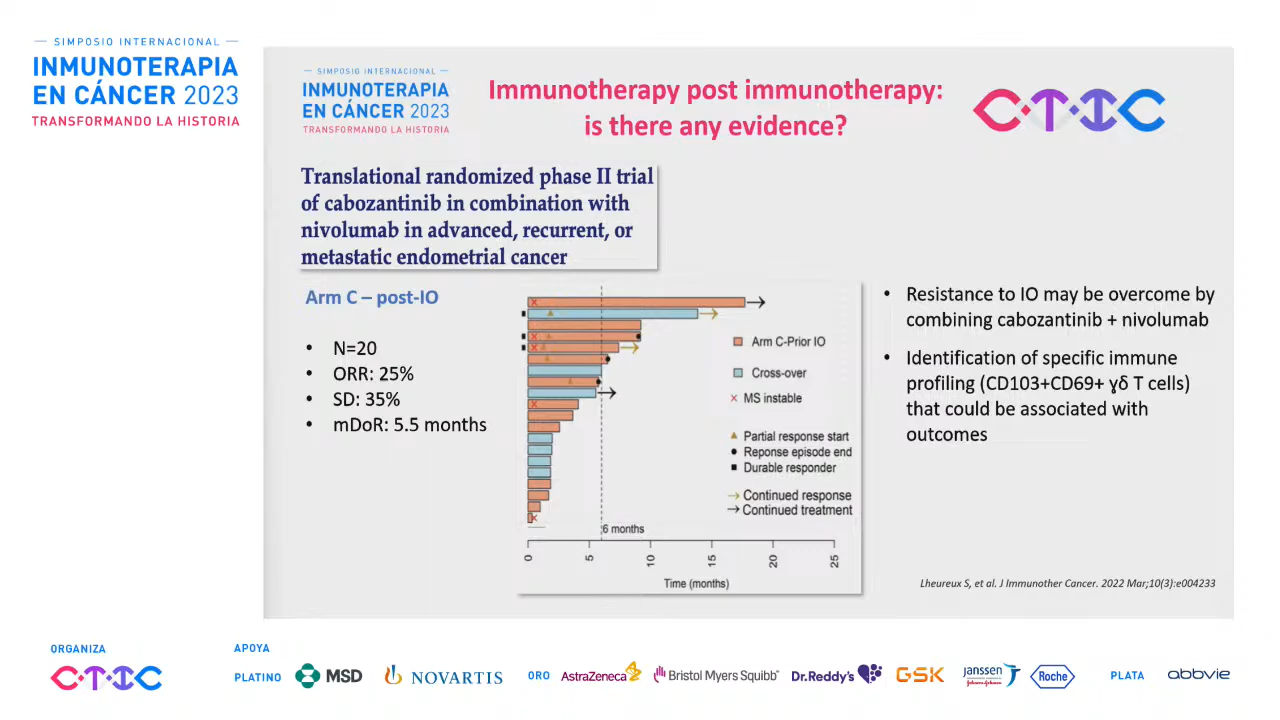 — SIMPOSIO INTERNACIONAL —
INMUNOTERAPIA
EN CÁNCER 2023
TRANSFORMANDO LA HISTORIA
— SIMPOSIO INTERNACIONAL —
INMUNOTERAPIA
EN CÁNCER 2023
TRANSFORMANDO LA HISTORIA
Immunotherapy post immunotherapy:
is there any evidence?
C·T·I·C
Translational randomized phase II trial
of cabozantinib in combination with
nivolumab in advanced, recurrent, or
metastatic endometrial cancer
Arm C – post-IO
• N=20
• ORR: 25%
• SD: 35%
• mDoR: 5.5 months
Arm C-Prior IO
Cross-over
MS instable
Partial response start
Reponse episode end
Durable responder
Continued response
Continued treatment
6 months
0 5 10 15 20 25
Time (months)
• Resistance to IO may be overcome by
combining cabozantinib + nivolumab
• Identification of specific immune
profiling (CD103+CD69+ ɣδ T cells)
that could be associated with
outcomes
Lheureux S, et al. J Immunother Cancer. 2022 Mar;10(3):e004233
ORGANIZA
C·T·I·C
APOYA
PLATINO MSD NOVARTIS ORO AstraZeneca Bristol Myers Squibb Dr.Reddy's GSK Janssen Johnson-Johnson Roche PLATA abbvie